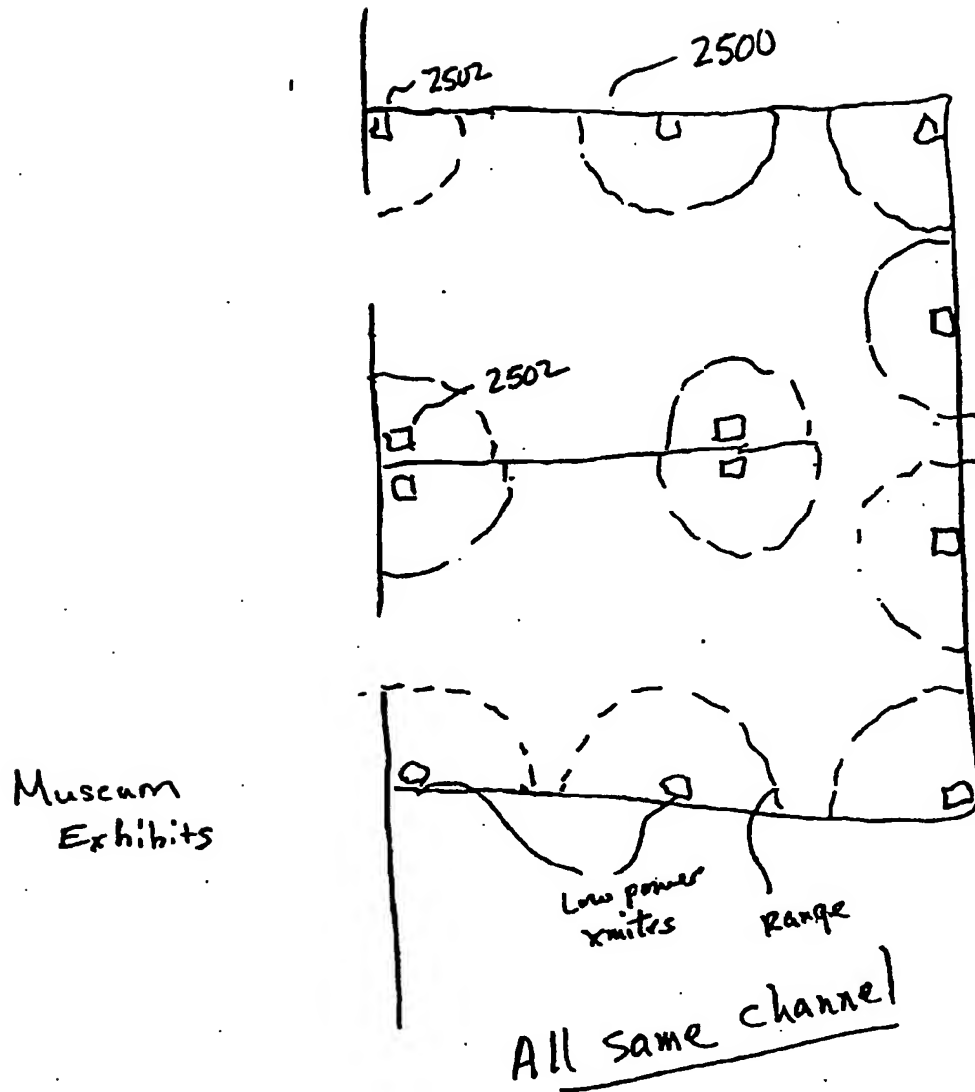 2502
2500
2502
Museum
Exhibits
Low power
xmitrs
Range
All same channel